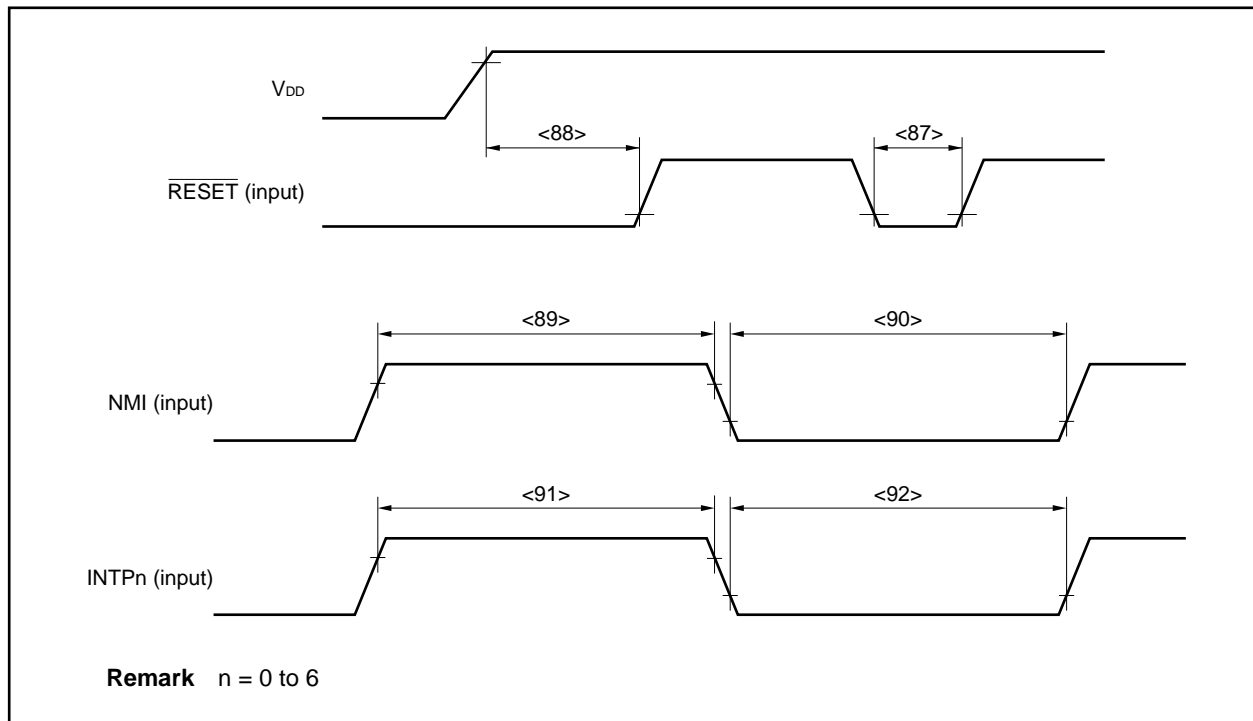 VDD
<88>
<87>
RESET (input)
<89>
<90>
NMI (input)
<91>
<92>
INTPn (input)
Remark n = 0 to 6